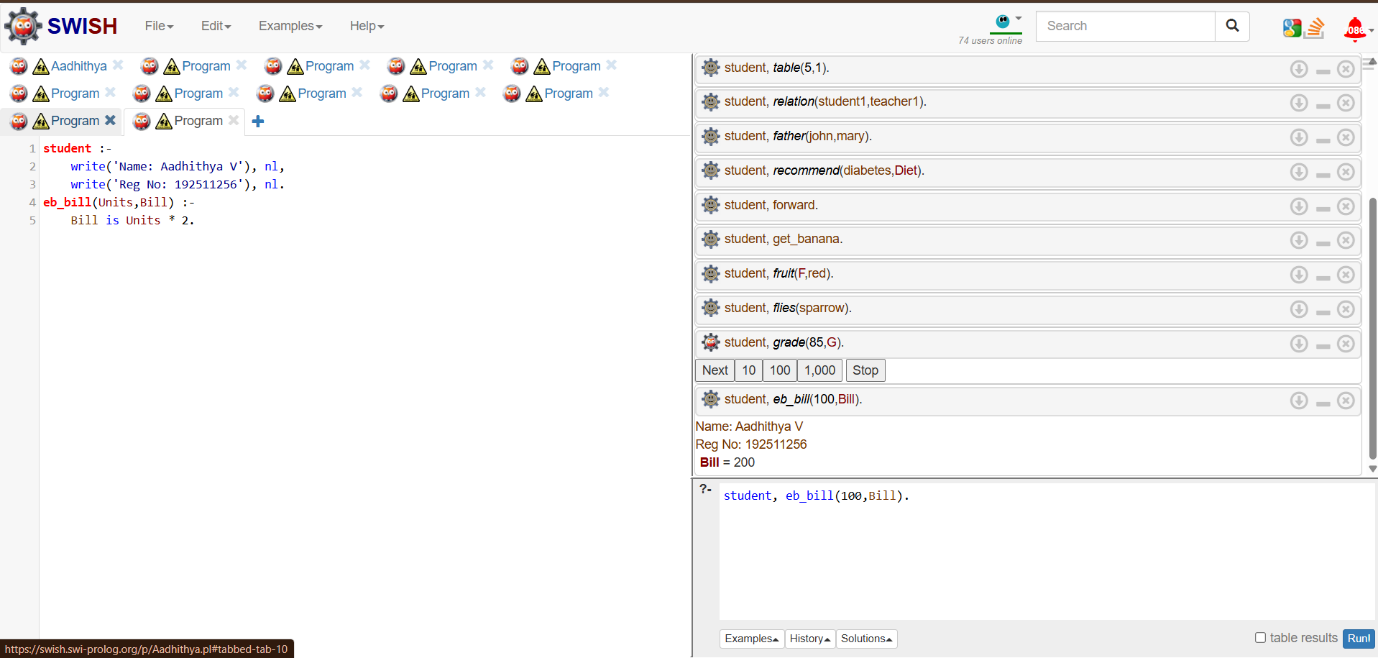 SWISH File Edit Examples Help 74 users online Search
Aadhithya Program Program Program Program
Program Program Program Program Program
Program Program
1 student :-
2 write('Name: Aadhithya V'), nl,
3 write('Reg No: 192511256'), nl.
4 eb_bill(Units,Bill) :-
5 Bill is Units * 2.
student, table(5,1).
student, relation(student1,teacher1).
student, father(john,mary).
student, recommend(diabetes,Diet).
student, forward.
student, get_banana.
student, fruit(F,red).
student, flies(sparrow).
student, grade(85,G).
Next 10 100 1,000 Stop
student, eb_bill(100,Bill).
Name: Aadhithya V
Reg No: 192511256
Bill = 200
?- student, eb_bill(100,Bill).
Examples History Solutions table results Run!
https://swish.swi-prolog.org/p/Aadhithya.pl#tabbed-tab-10